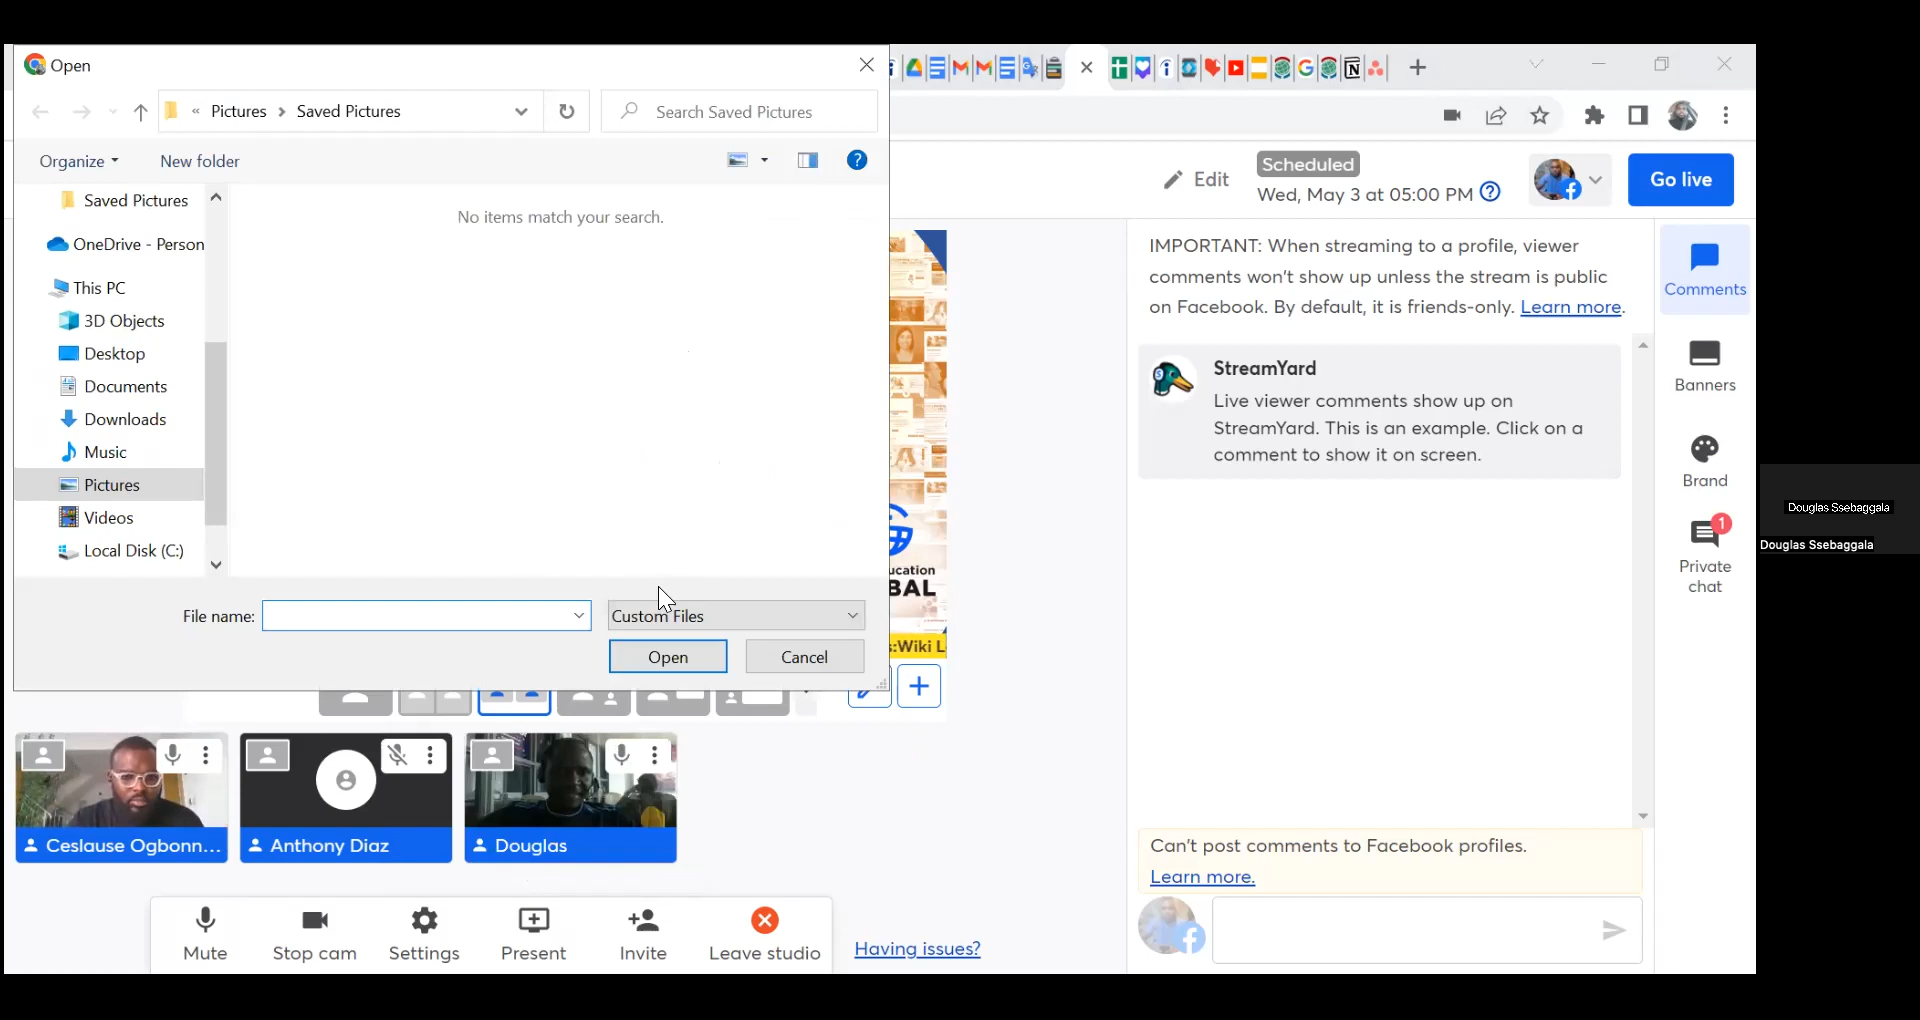 Open
« Pictures > Saved Pictures
Search Saved Pictures
Organize
New folder
Saved Pictures
No items match your search.
OneDrive - Person
This PC
3D Objects
Desktop
Documents
Downloads
Music
Pictures
Videos
Local Disk (C:)
File name:
Custom Files
Open
Cancel
Edit
Scheduled
Wed, May 3 at 05:00 PM
Go live
IMPORTANT: When streaming to a profile, viewer
comments won't show up unless the stream is public
on Facebook. By default, it is friends-only. Learn more.
StreamYard
Live viewer comments show up on
StreamYard. This is an example. Click on a
comment to show it on screen.
Comments
Banners
Brand
1
Private
chat
Douglas Ssebaggala
Douglas Ssebaggala
ucation
BAL
s:Wiki L
Ceslause Ogbonn...
Anthony Diaz
Douglas
Can't post comments to Facebook profiles.
Learn more.
Mute
Stop cam
Settings
Present
Invite
Leave studio
Having issues?